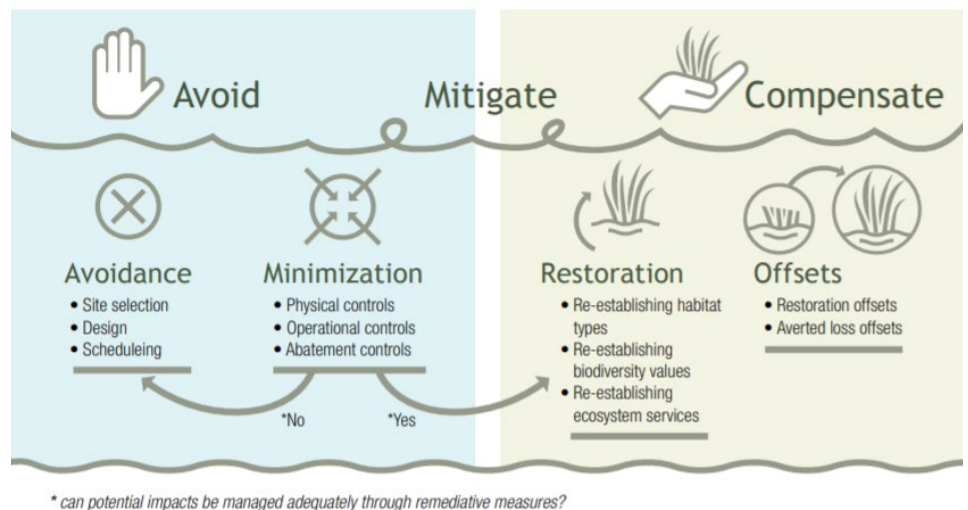 Avoid
Mitigate
Compensate
Avoidance
• Site selection
• Design
• Scheduleing
Minimization
• Physical controls
• Operational controls
• Abatement controls
*No
*Yes
Restoration
• Re-establishing habitat
types
• Re-establishing
biodiversity values
• Re-establishing
ecosystem services
Offsets
• Restoration offsets
• Averted loss offsets
* can potential impacts be managed adequately through remediative measures?